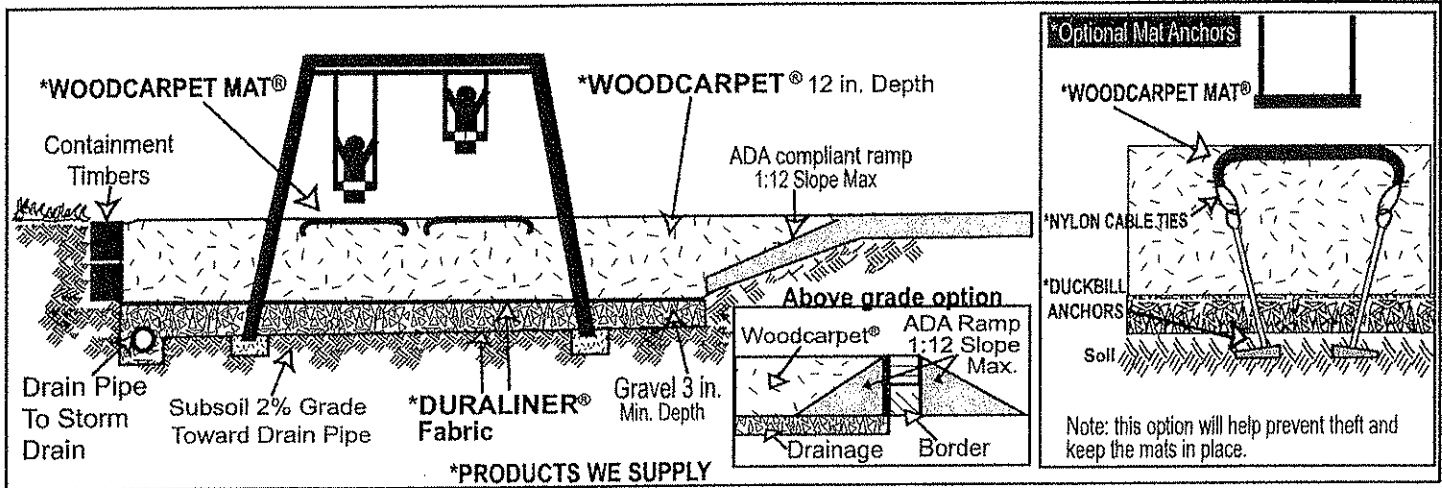 *WOODCARPET MAT®
Containment
Timbers
*WOODCARPET® 12 in. Depth
ADA compliant ramp
1:12 Slope Max
Drain Pipe
To Storm
Drain
Subsoil 2% Grade
Toward Drain Pipe
*DURALINER®
Fabric
Gravel 3 in.
Min. Depth
*PRODUCTS WE SUPPLY
Above grade option
Woodcarpet®
ADA Ramp
1:12 Slope
Max.
Drainage
Border
*Optional Mat Anchors
*WOODCARPET MAT®
*NYLON CABLE TIES
*DUCKBILL
ANCHORS
Soil
Note: this option will help prevent theft and
keep the mats in place.